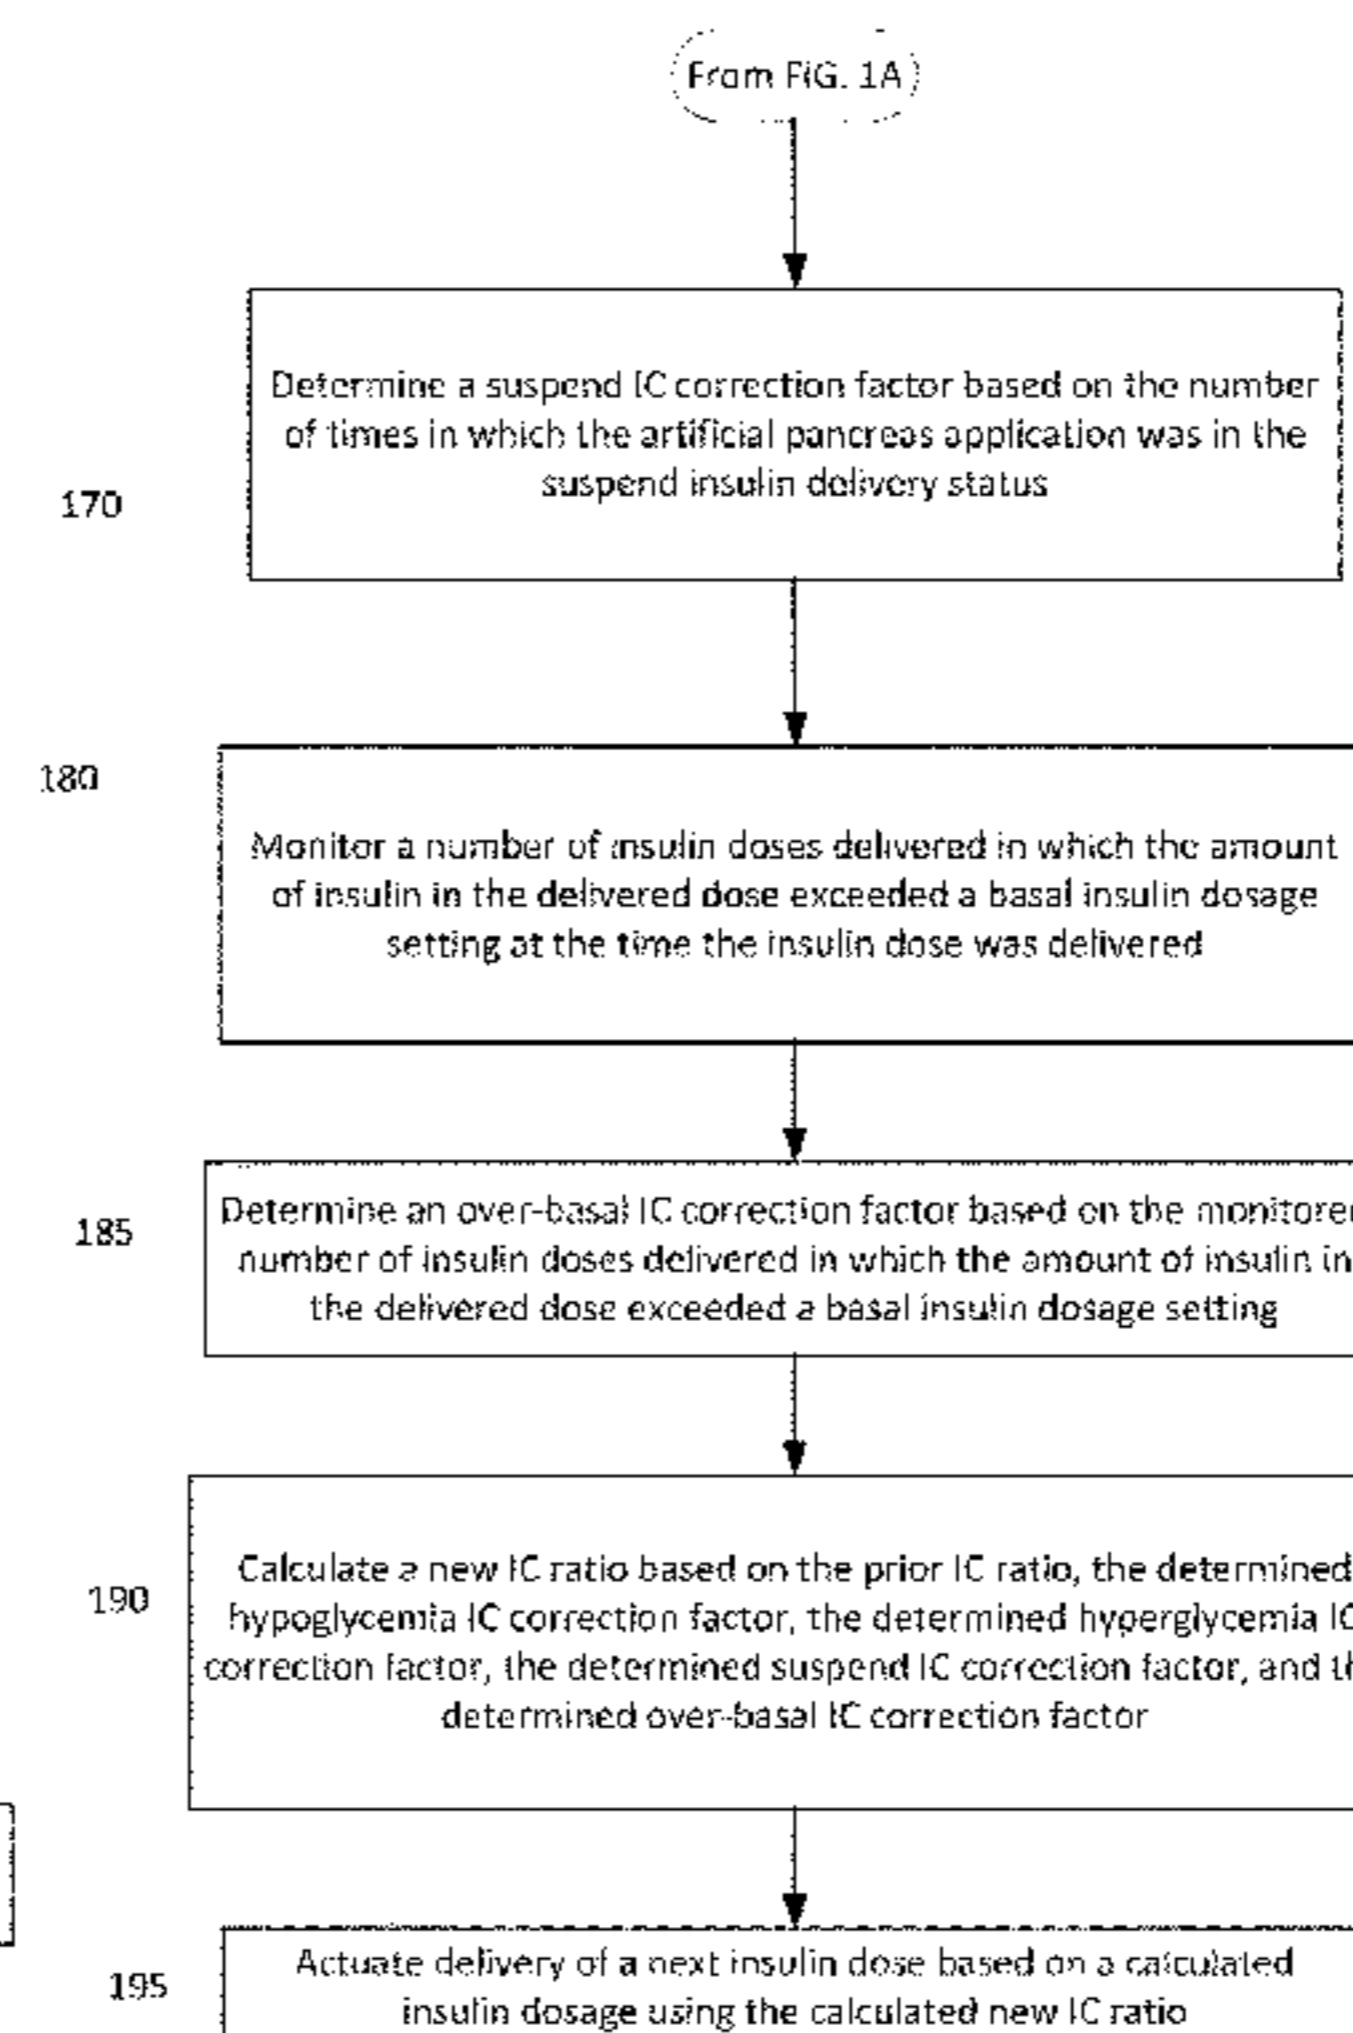 From FIG. 1A
Determine a suspend IC correction factor based on the number
of times in which the artificial pancreas application was in the
suspend insulin delivery status
170
180
Monitor a number of insulin doses delivered in which the amount
of insulin in the delivered dose exceeded a basal insulin dosage
setting at the time the insulin dose was delivered
185
Determine an over-basal IC correction factor based on the monitored
number of insulin doses delivered in which the amount of insulin in
the delivered dose exceeded a basal insulin dosage setting
190
Calculate a new IC ratio based on the prior IC ratio, the determined
hypoglycemia IC correction factor, the determined hyperglycemia IC
correction factor, the determined suspend IC correction factor, and th
determined over-basal IC correction factor
195
Actuate delivery of a next insulin dose based on a calculated
insulin dosage using the calculated new IC ratio